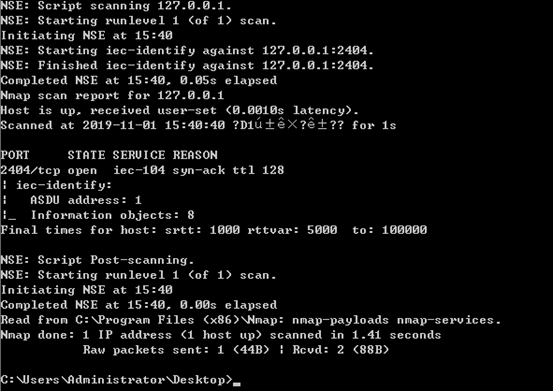 NSE: Script scanning 127.0.0.1.
NSE: Starting runlevel 1 (of 1) scan.
Initiating NSE at 15:40
NSE: Starting iec-identify against 127.0.0.1:2404.
NSE: Finished iec-identify against 127.0.0.1:2404.
Completed NSE at 15:40, 0.05s elapsed
Nmap scan report for 127.0.0.1
Host is up, received user-set (0.0010s latency).
Scanned at 2019-11-01 15:40:40 ?D1ú±ê×?ê±?? for 1s
PORT     STATE SERVICE REASON
2404/tcp open  iec-104 syn-ack ttl 128
| iec-identify:
|   ASDU address: 1
|_  Information objects: 8
Final times for host: srtt: 1000 rttvar: 5000  to: 100000
NSE: Script Post-scanning.
NSE: Starting runlevel 1 (of 1) scan.
Initiating NSE at 15:40
Completed NSE at 15:40, 0.00s elapsed
Read from C:\Program Files (x86)\Nmap: nmap-payloads nmap-services.
Nmap done: 1 IP address (1 host up) scanned in 1.41 seconds
           Raw packets sent: 1 (44B) | Rcvd: 2 (88B)
C:\Users\Administrator\Desktop>_